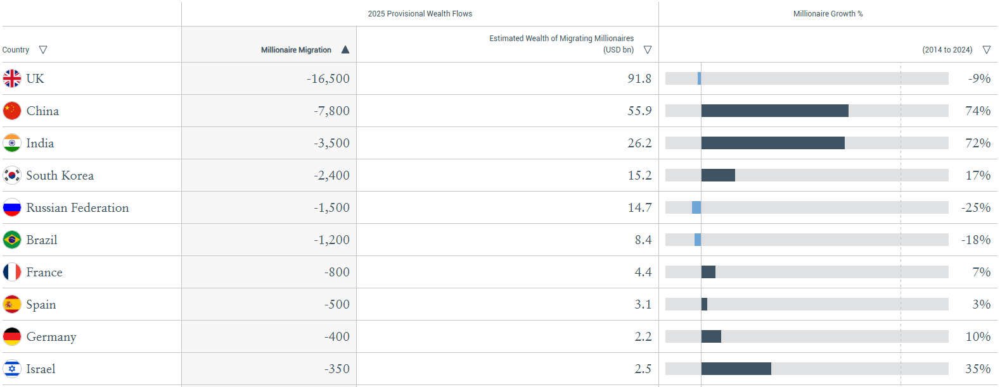 2025 Provisional Wealth Flows Millionaire Growth %
Estimated Wealth of Migrating Millionaires
Country Millionaire Migration (USD bn) (2014 to 2024)
UK -16,500 91.8 -9%
China -7,800 55.9 74%
India -3,500 26.2 72%
South Korea -2,400 15.2 17%
Russian Federation -1,500 14.7 -25%
Brazil -1,200 8.4 -18%
France -800 4.4 7%
Spain -500 3.1 3%
Germany -400 2.2 10%
Israel -350 2.5 35%